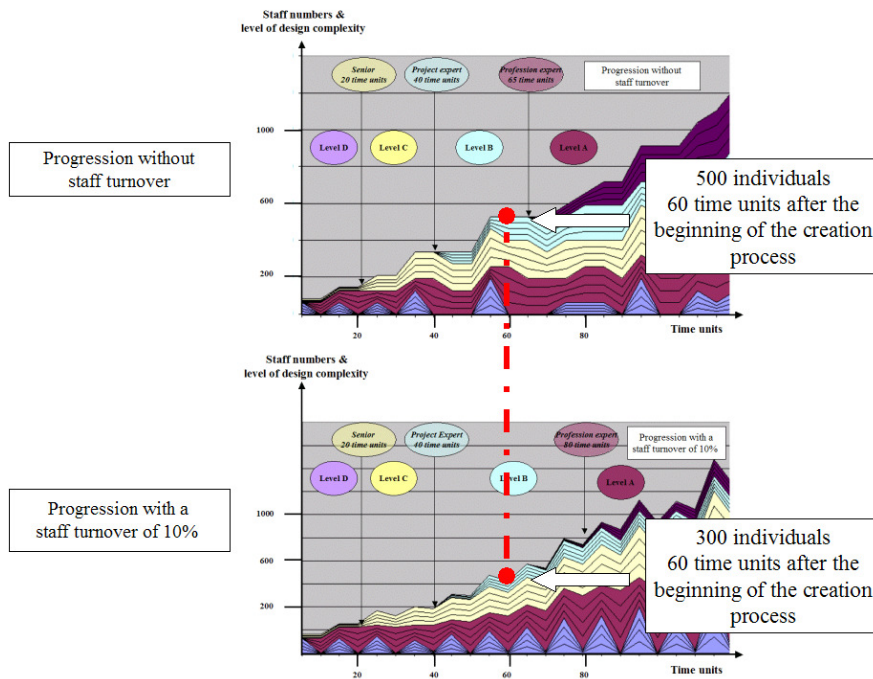 Staff numbers &
level of design complexity
Senior
20 time units
Project expert
40 time units
Profession expert
65 time units
Progression without
staff turnover
1000
Level D
Level C
Level B
Level A
Progression without
staff turnover
500 individuals
60 time units after the
beginning of the creation
process
600
200
20
40
60
80
Time units
Staff numbers &
level of design complexity
Senior
20 time units
Project Expert
40 time units
Profession expert
80 time units
Progression with a
staff turnover of 10%
Level D
Level C
Level B
Level A
1000
Progression with a
staff turnover of 10%
300 individuals
60 time units after the
beginning of the creation
process
600
200
20
40
60
80
Time units